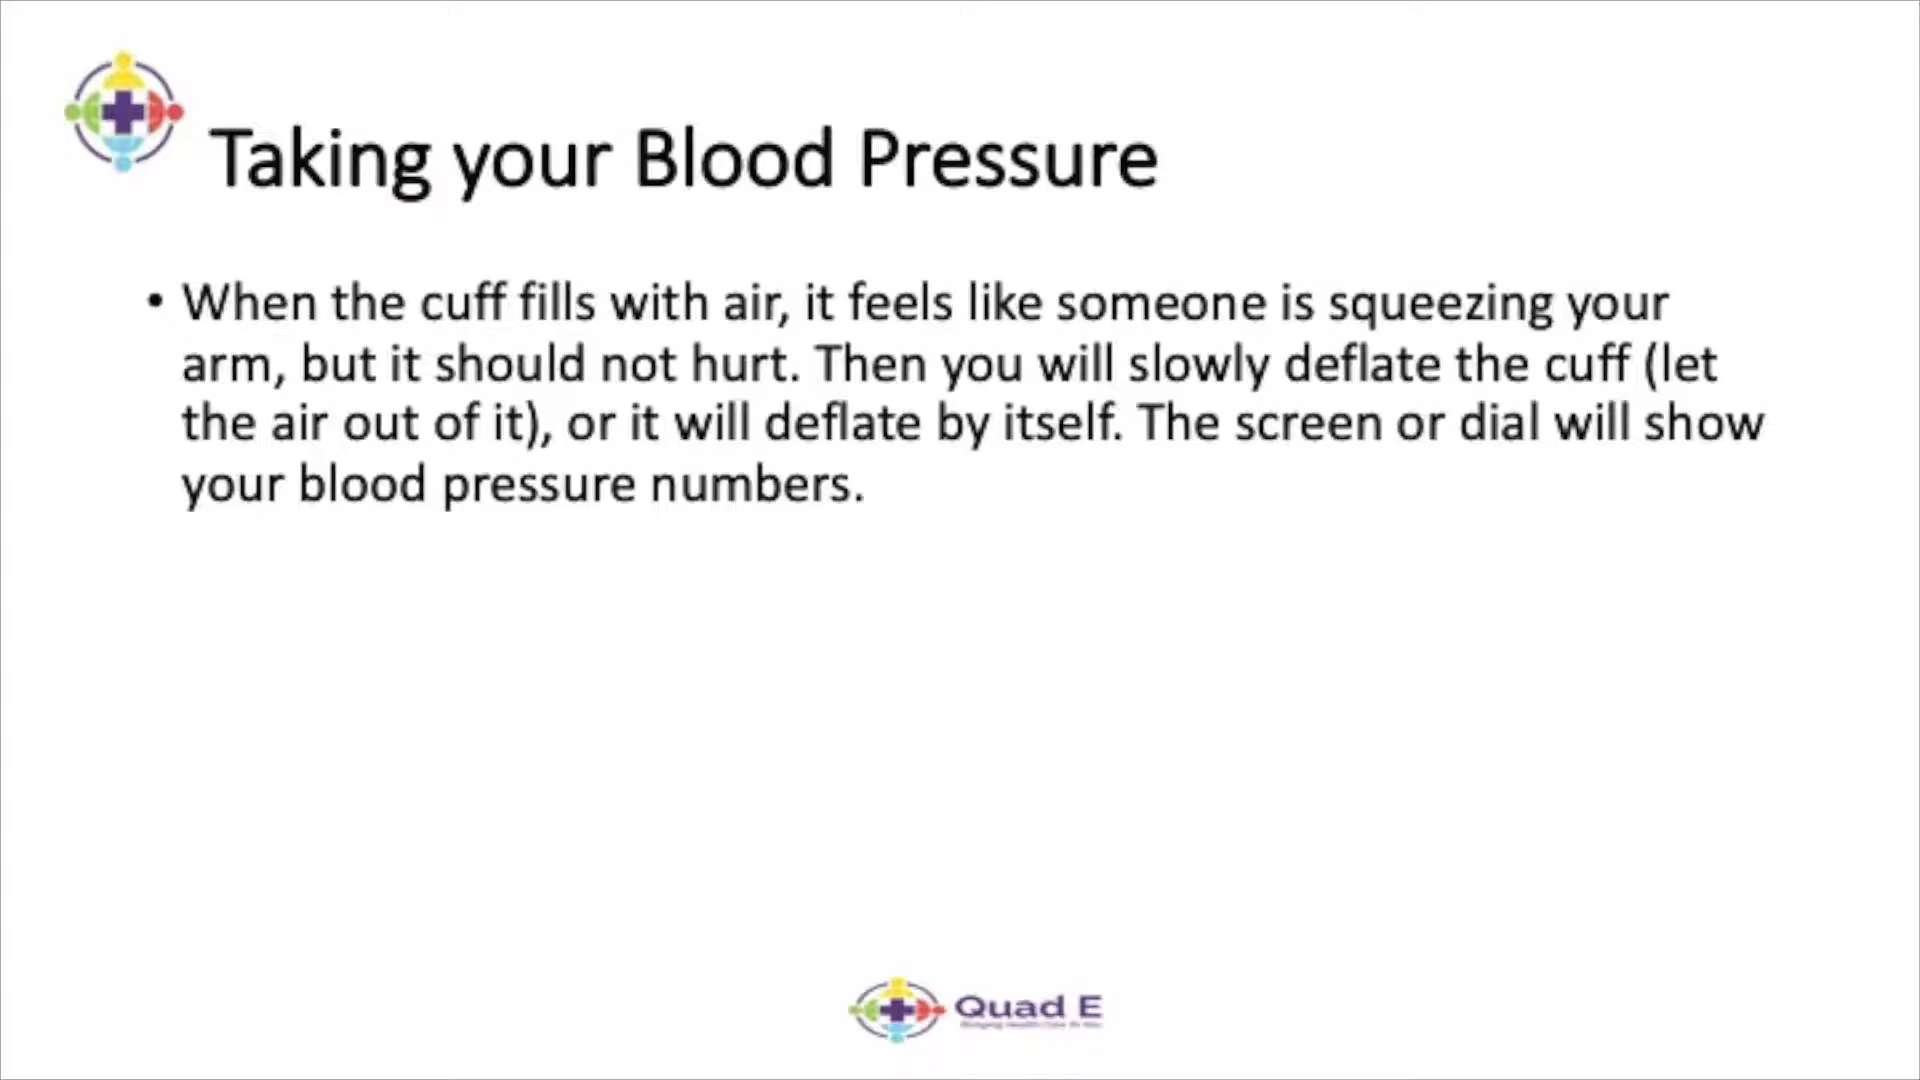 Taking your Blood Pressure
• When the cuff fills with air, it feels like someone is squeezing your
arm, but it should not hurt. Then you will slowly deflate the cuff (let
the air out of it), or it will deflate by itself. The screen or dial will show
your blood pressure numbers.
Quad E